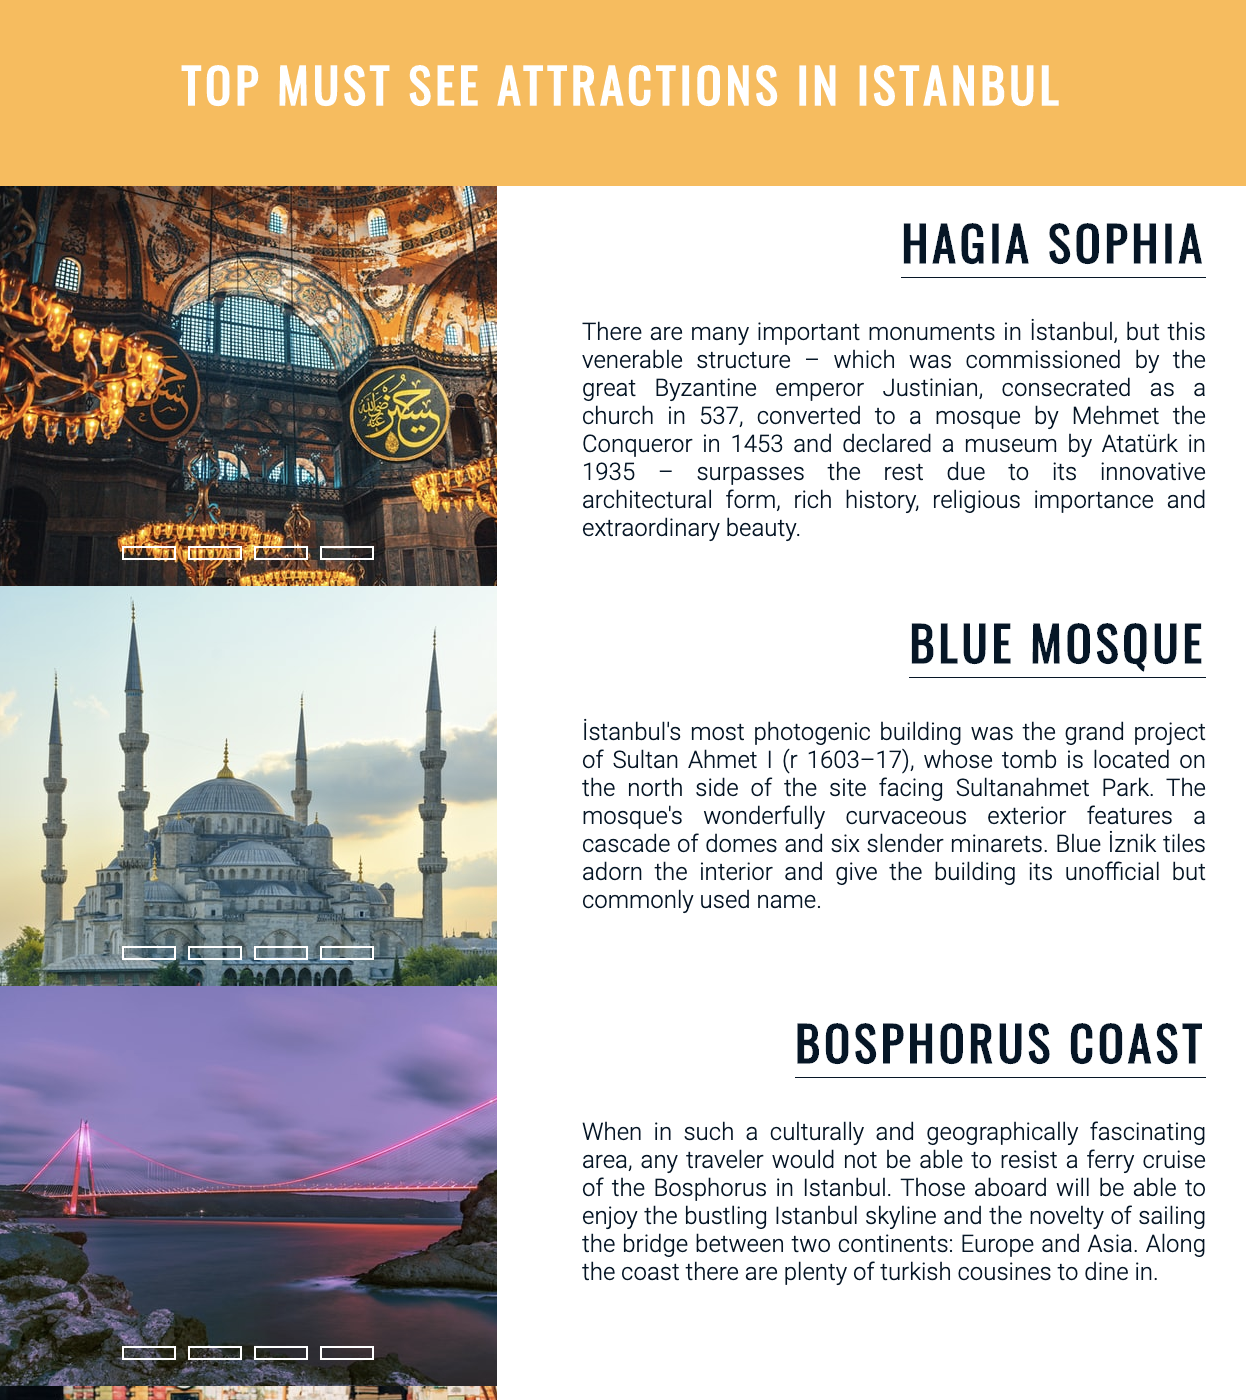 TOP MUST SEE ATTRACTIONS IN ISTANBUL
HAGIA SOPHIA
There are many important monuments in İstanbul, but this
venerable structure – which was commissioned by the
great Byzantine emperor Justinian, consecrated as a
church in 537, converted to a mosque by Mehmet the
Conqueror in 1453 and declared a museum by Atatürk in
1935 – surpasses the rest due to its innovative
architectural form, rich history, religious importance and
extraordinary beauty.
BLUE MOSQUE
İstanbul's most photogenic building was the grand project
of Sultan Ahmet I (r 1603–17), whose tomb is located on
the north side of the site facing Sultanahmet Park. The
mosque's wonderfully curvaceous exterior features a
cascade of domes and six slender minarets. Blue İznik tiles
adorn the interior and give the building its unofficial but
commonly used name.
BOSPHORUS COAST
When in such a culturally and geographically fascinating
area, any traveler would not be able to resist a ferry cruise
of the Bosphorus in Istanbul. Those aboard will be able to
enjoy the bustling Istanbul skyline and the novelty of sailing
the bridge between two continents: Europe and Asia. Along
the coast there are plenty of turkish cousines to dine in.